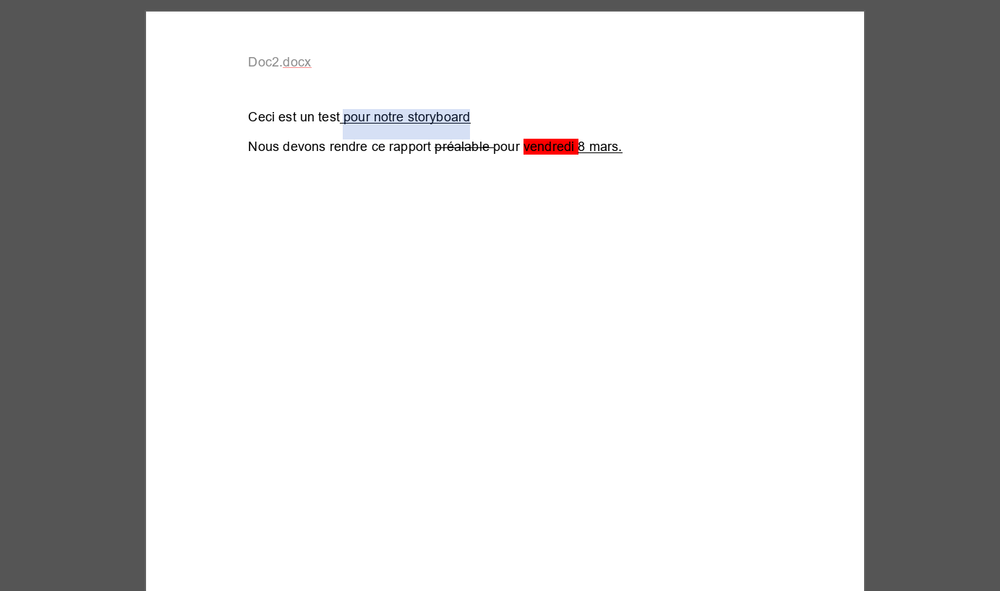 Doc2.docx
Ceci est un test pour notre storyboard
Nous devons rendre ce rapport préalable pour vendredi 8 mars.